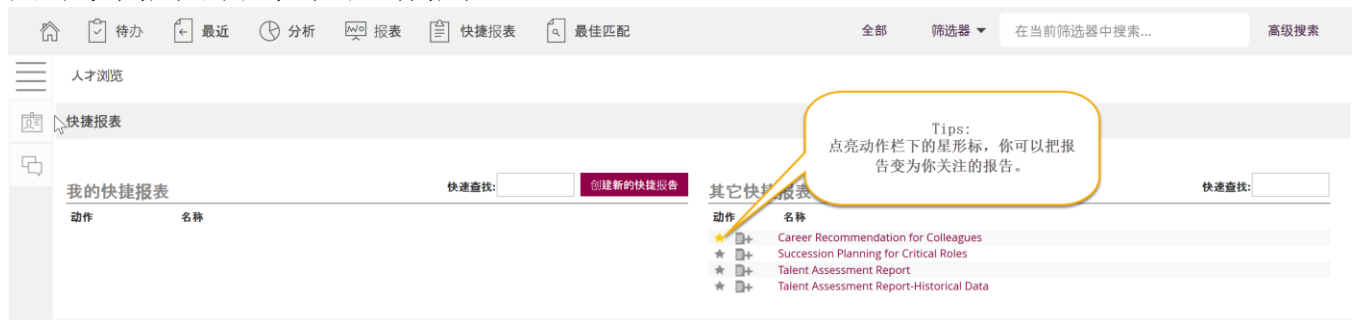 待办 最近 分析 报表 快捷报表 最佳匹配 全部 筛选器 在当前筛选器中搜索... 高级搜索
人才浏览
快捷报表
Tips:
点亮动作栏下的星形标，你可以把报
告变为你关注的报告。
我的快捷报表 快速查找: 创建新的快捷报告
动作 名称
其它快捷报表 快速查找:
动作 名称
Career Recommendation for Colleagues
Succession Planning for Critical Roles
Talent Assessment Report
Talent Assessment Report-Historical Data